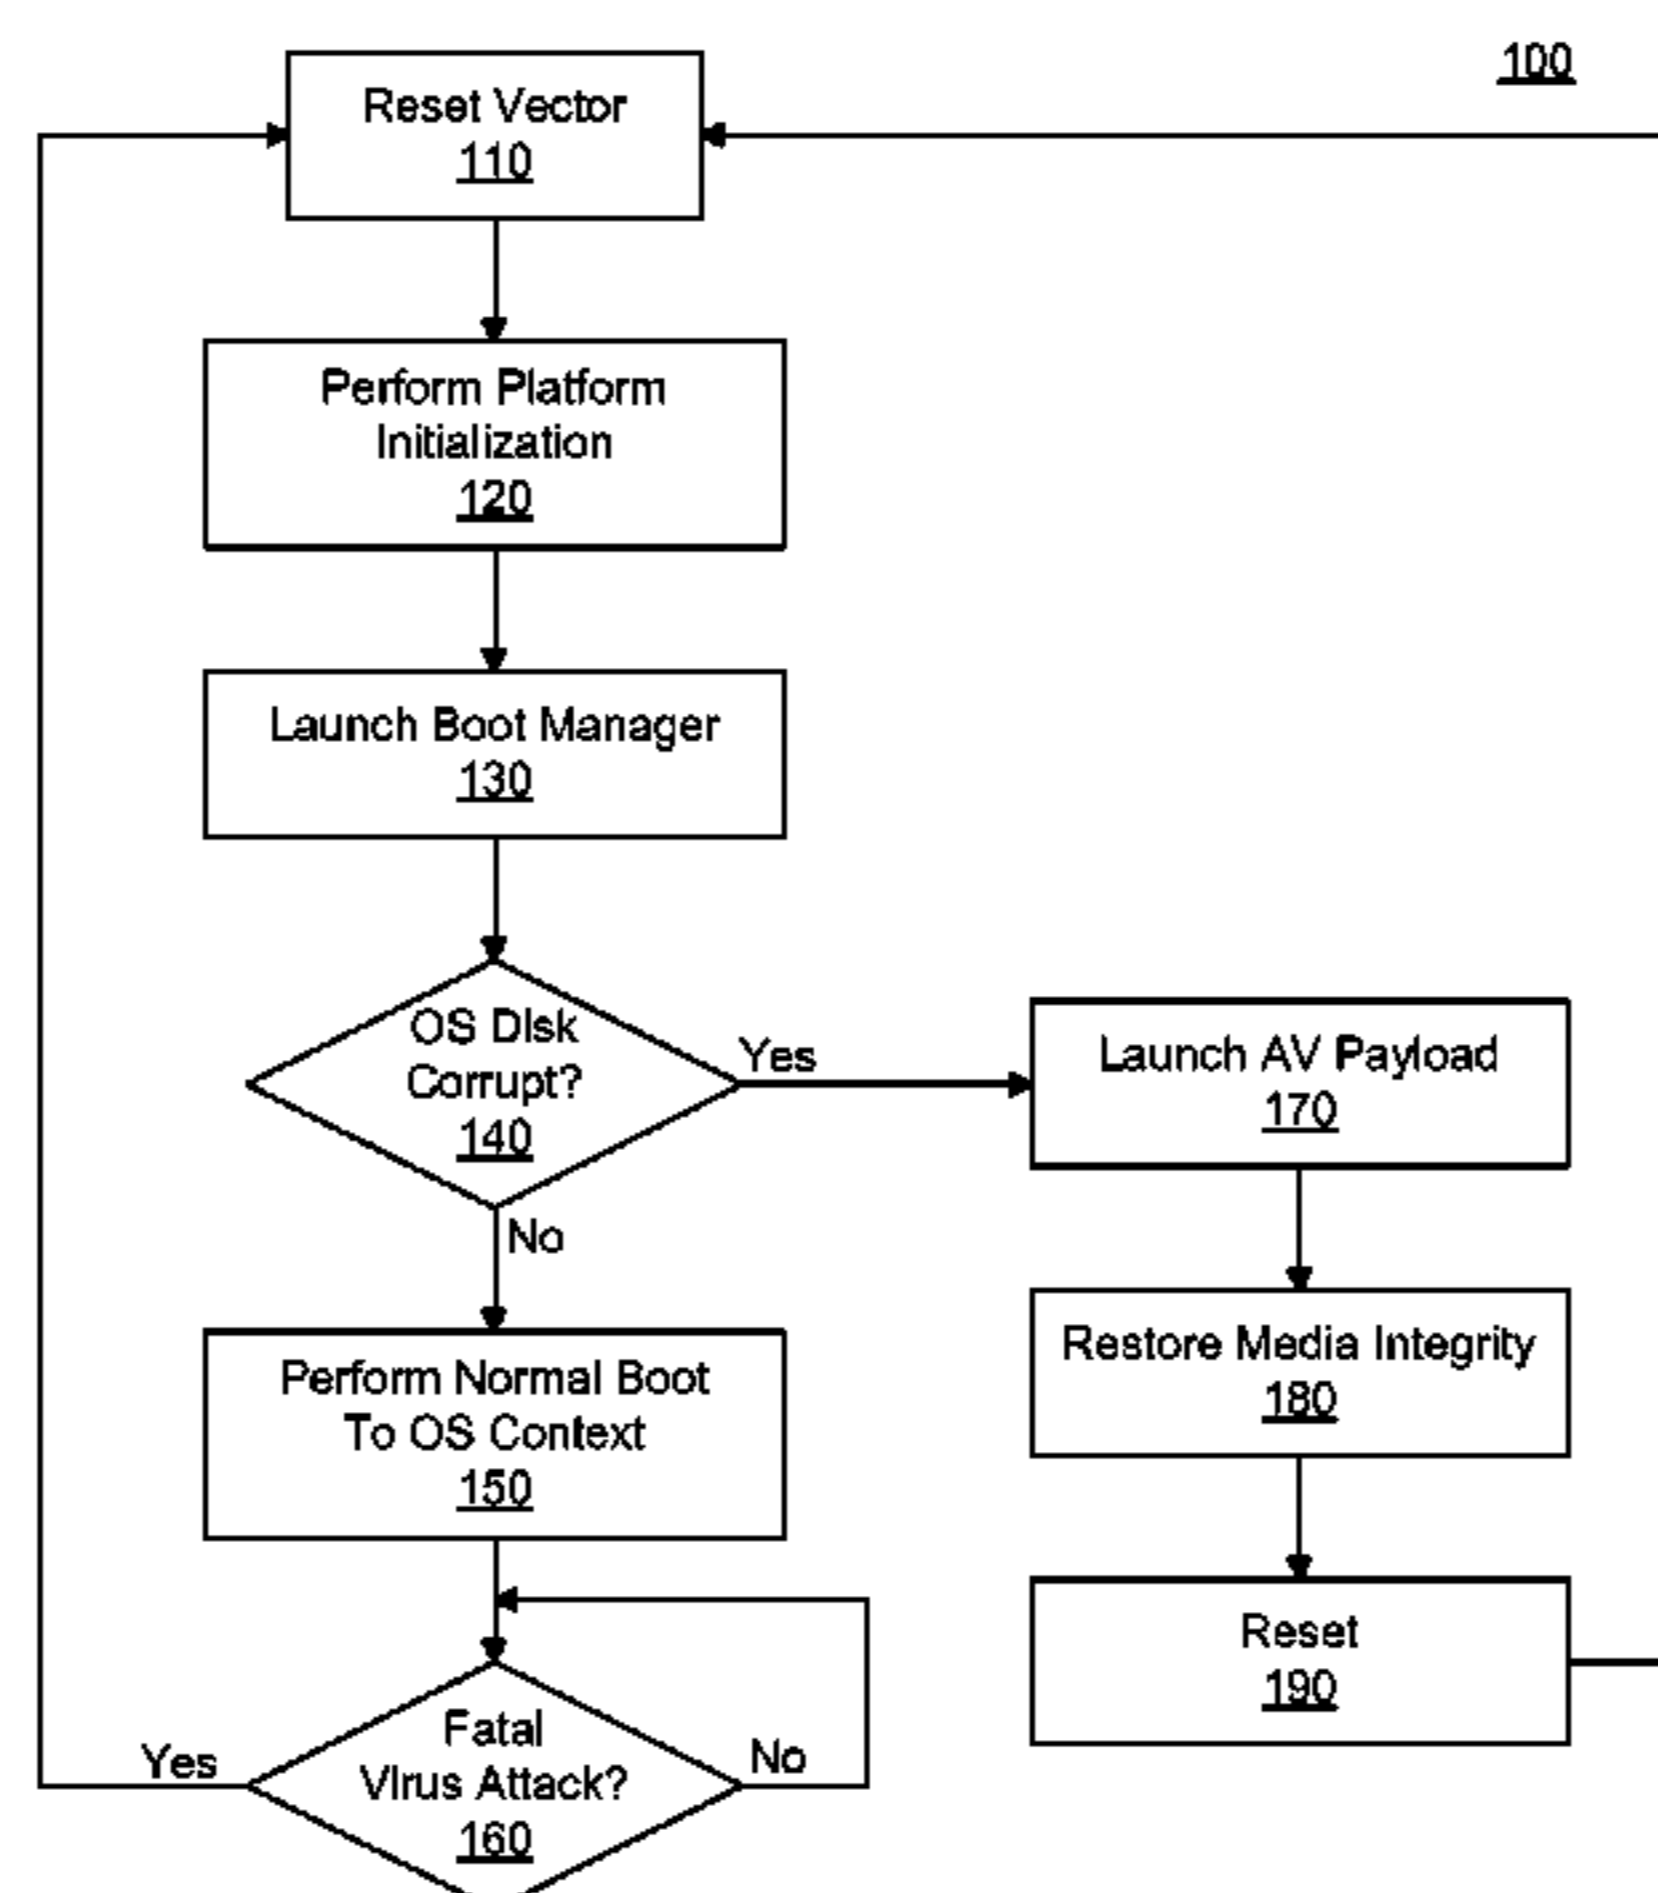 100
Reset Vector
110
Perform Platform
Initialization
120
Launch Boot Manager
130
OS Disk
Corrupt?
140
Yes
No
Launch AV Payload
170
Restore Media Integrity
180
Reset
190
Perform Normal Boot
To OS Context
150
Fatal
Virus Attack?
160
Yes
No